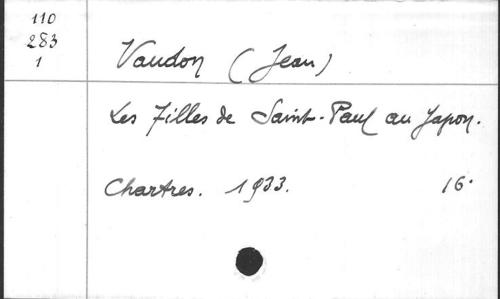 110
283
1
Vaudon (Jean)
Les Filles de Saint-Paul au Japon.
Chartres. 1933. 16°